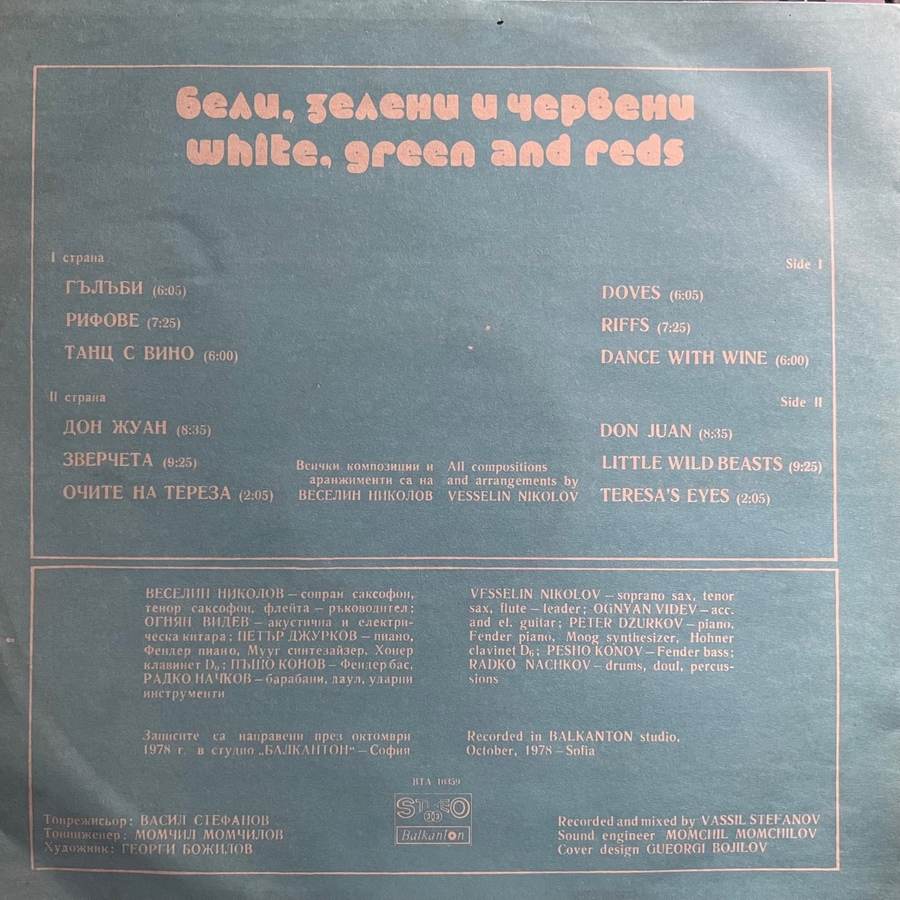 бели, зелени и червени
white, green and reds
I страна
ГЪЛЪБИ (6:05)
РИФОВЕ (7:25)
ТАНЦ С ВИНО (6:00)
Side I
DOVES (6:05)
RIFFS (7:25)
DANCE WITH WINE (6:00)
II страна
ДОН ЖУАН (8:35)
ЗВЕРЧЕТА (9:25)
ОЧИТЕ НА ТЕРЕЗА (2:05)
Всички композиции и
аранжименти са на
ВЕСЕЛИН НИКОЛОВ
All compositions
and arrangements by
VESSELIN NIKOLOV
Side II
DON JUAN (8:35)
LITTLE WILD BEASTS (9:25)
TERESA'S EYES (2:05)
ВЕСЕЛИН НИКОЛОВ – сопран саксофон,
тенор саксофон, флейта – ръководител;
ОГНЯН ВИДЕВ – акустична и електри-
ческа китара; ПЕТЪР ДЖУРКОВ – пиано,
Фендер пиано, Мууг синтезайзер, Хонер
клавинет D6; ПЪШО КОНОВ – Фендер бас,
РАДКО НАЧКОВ – барабани, даул, ударни
инструменти
VESSELIN NIKOLOV – soprano sax, tenor
sax, flute – leader; OGNYAN VIDEV – acc.
and el. guitar; PETER DZURKOV – piano,
Fender piano, Moog synthesizer, Hohner
clavinet D6; PESHO KONOV – Fender bass;
RADKO NACHKOV – drums, doul, percus-
sions
Записите са направени през октомври
1978 г. в студио „БАЛКАНТОН“ – София
Recorded in BALKANTON studio,
October, 1978 – Sofia
ВТА 10359
STEREO
33
Balkanton
Тонрежисьор: ВАСИЛ СТЕФАНОВ
Тонинженер: МОМЧИЛ МОМЧИЛОВ
Художник: ГЕОРГИ БОЖИЛОВ
Recorded and mixed by VASSIL STEFANOV
Sound engineer MOMCHIL MOMCHILOV
Cover design GUEORGI BOJILOV